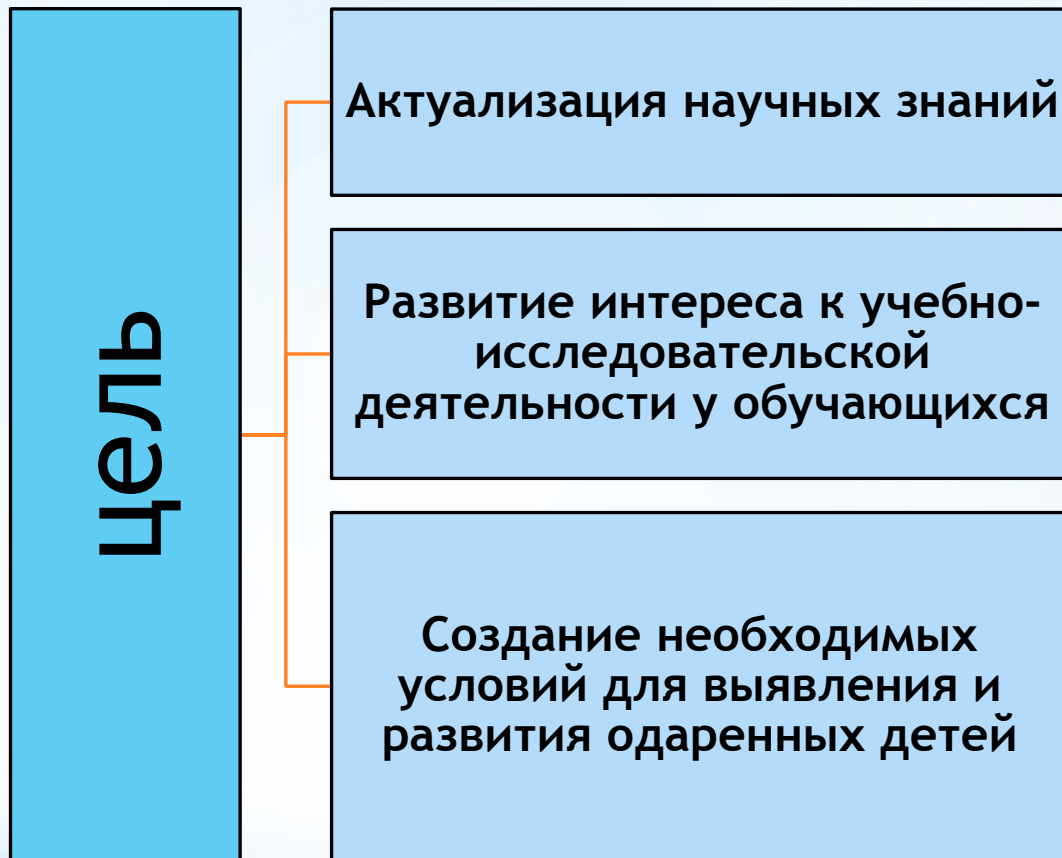 цель
Актуализация научных знаний
Развитие интереса к учебно-
исследовательской
деятельности у обучающихся
Создание необходимых
условий для выявления и
развития одаренных детей